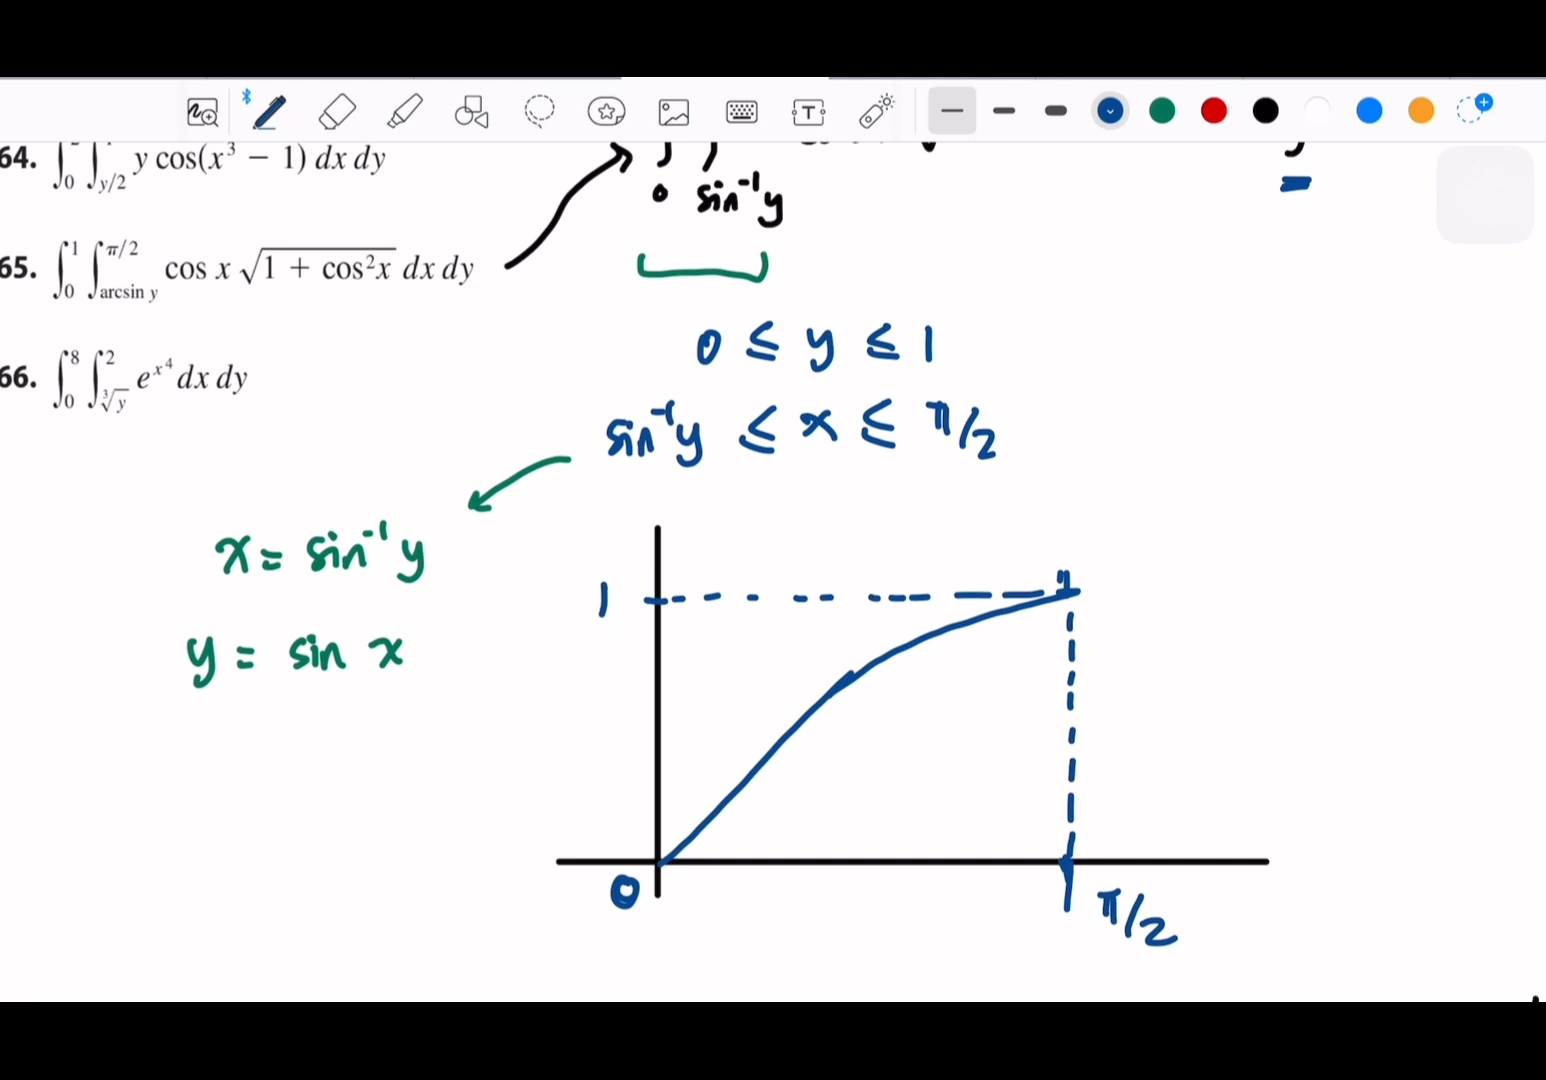 64. ∫₀ ∫_{y/2} y cos(x³ − 1) dx dy
0 sin⁻¹y
65. ∫₀¹ ∫_{arcsin y}^{π/2} cos x √(1 + cos²x) dx dy
0 ≤ y ≤ 1
66. ∫₀⁸ ∫_{∛y}² e^{x⁴} dx dy
sin⁻¹y ≤ x ≤ π/2
x = sin⁻¹y
y = sin x
1
0
π/2